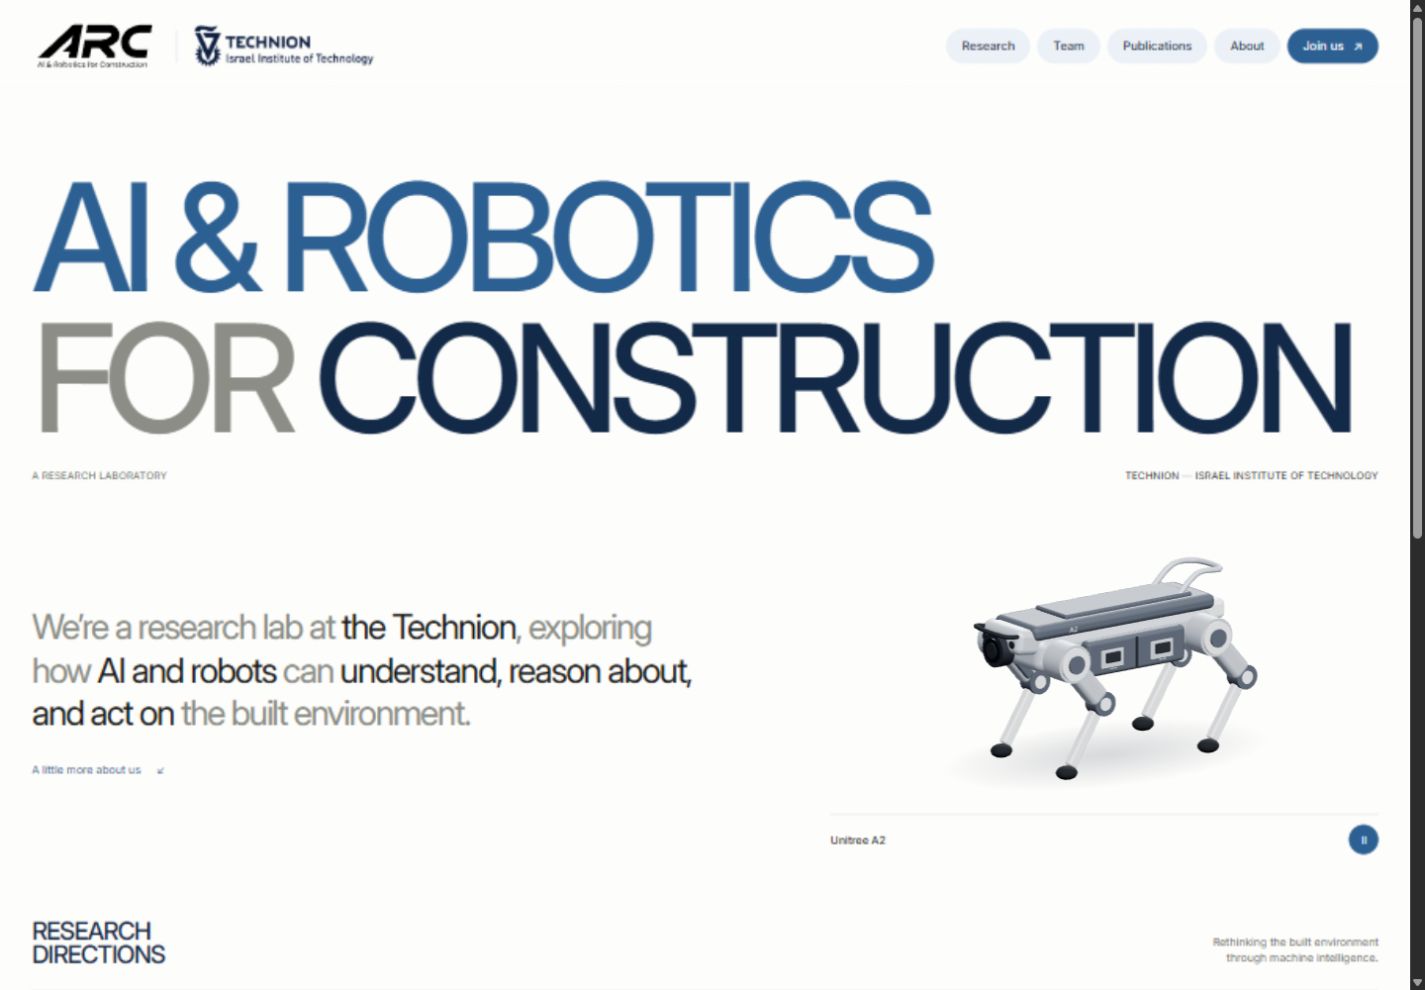 ARC
AI & Robotics for Construction
TECHNION
Israel Institute of Technology
Research
Team
Publications
About
Join us
AI & ROBOTICS
FOR CONSTRUCTION
A RESEARCH LABORATORY
TECHNION — ISRAEL INSTITUTE OF TECHNOLOGY
We’re a research lab at the Technion, exploring
how AI and robots can understand, reason about,
and act on the built environment.
A little more about us
A2
Unitree A2
RESEARCH
DIRECTIONS
Rethinking the built environment
through machine intelligence.